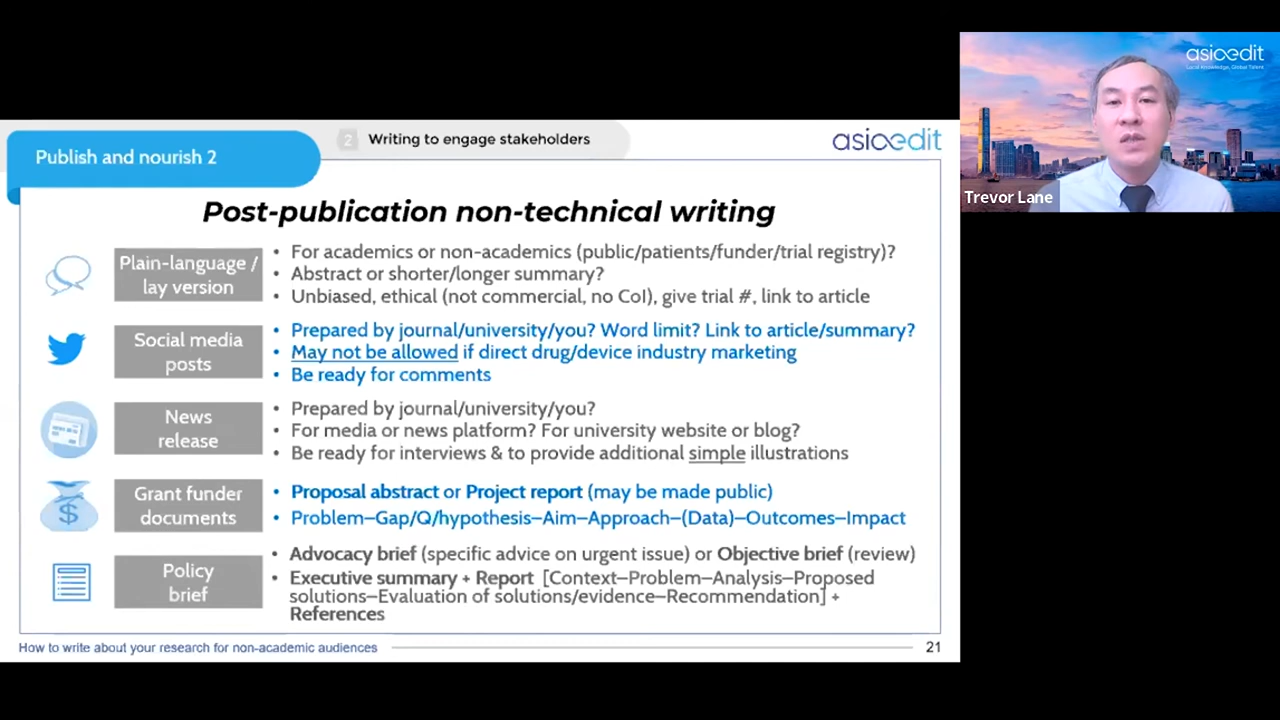 asicedit
Local Knowledge, Global Talent
Trevor Lane
Publish and nourish 2
2 Writing to engage stakeholders
asicedit
Post-publication non-technical writing
Plain-language /
lay version
• For academics or non-academics (public/patients/funder/trial registry)?
• Abstract or shorter/longer summary?
• Unbiased, ethical (not commercial, no CoI), give trial #, link to article
Social media
posts
• Prepared by journal/university/you? Word limit? Link to article/summary?
• May not be allowed if direct drug/device industry marketing
• Be ready for comments
News
release
• Prepared by journal/university/you?
• For media or news platform? For university website or blog?
• Be ready for interviews & to provide additional simple illustrations
$
Grant funder
documents
• Proposal abstract or Project report (may be made public)
• Problem–Gap/Q/hypothesis–Aim–Approach–(Data)–Outcomes–Impact
Policy
brief
• Advocacy brief (specific advice on urgent issue) or Objective brief (review)
• Executive summary + Report [Context–Problem–Analysis–Proposed
solutions–Evaluation of solutions/evidence–Recommendation] +
References
How to write about your research for non-academic audiences
21